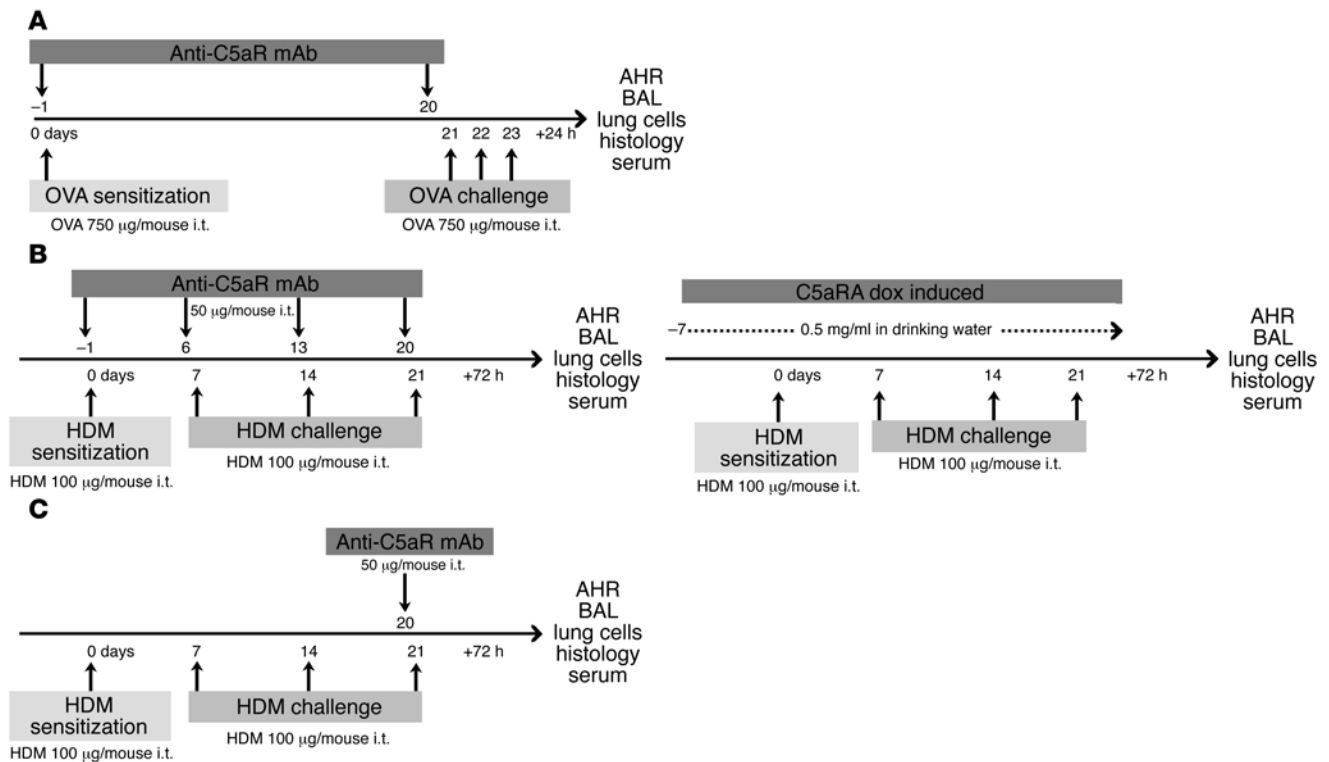 A
Anti-C5aR mAb
–1
20
0 days
21
22
23
+24 h
AHR
BAL
lung cells
histology
serum
OVA sensitization
OVA 750 μg/mouse i.t.
OVA challenge
OVA 750 μg/mouse i.t.
B
Anti-C5aR mAb
50 μg/mouse i.t.
–1
6
13
20
0 days
7
14
21
+72 h
AHR
BAL
lung cells
histology
serum
HDM
sensitization
HDM 100 μg/mouse i.t.
HDM challenge
HDM 100 μg/mouse i.t.
C5aRA dox induced
–7
0.5 mg/ml in drinking water
0 days
7
14
21
+72 h
AHR
BAL
lung cells
histology
serum
HDM
sensitization
HDM 100 μg/mouse i.t.
HDM challenge
HDM 100 μg/mouse i.t.
C
Anti-C5aR mAb
50 μg/mouse i.t.
20
0 days
7
14
21
+72 h
AHR
BAL
lung cells
histology
serum
HDM
sensitization
HDM 100 μg/mouse i.t.
HDM challenge
HDM 100 μg/mouse i.t.